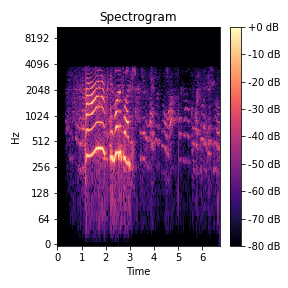 Spectrogram
8192
4096
2048
1024
512
256
128
64
0
Hz
0 1 2 3 4 5 6
Time
+0 dB
-10 dB
-20 dB
-30 dB
-40 dB
-50 dB
-60 dB
-70 dB
-80 dB